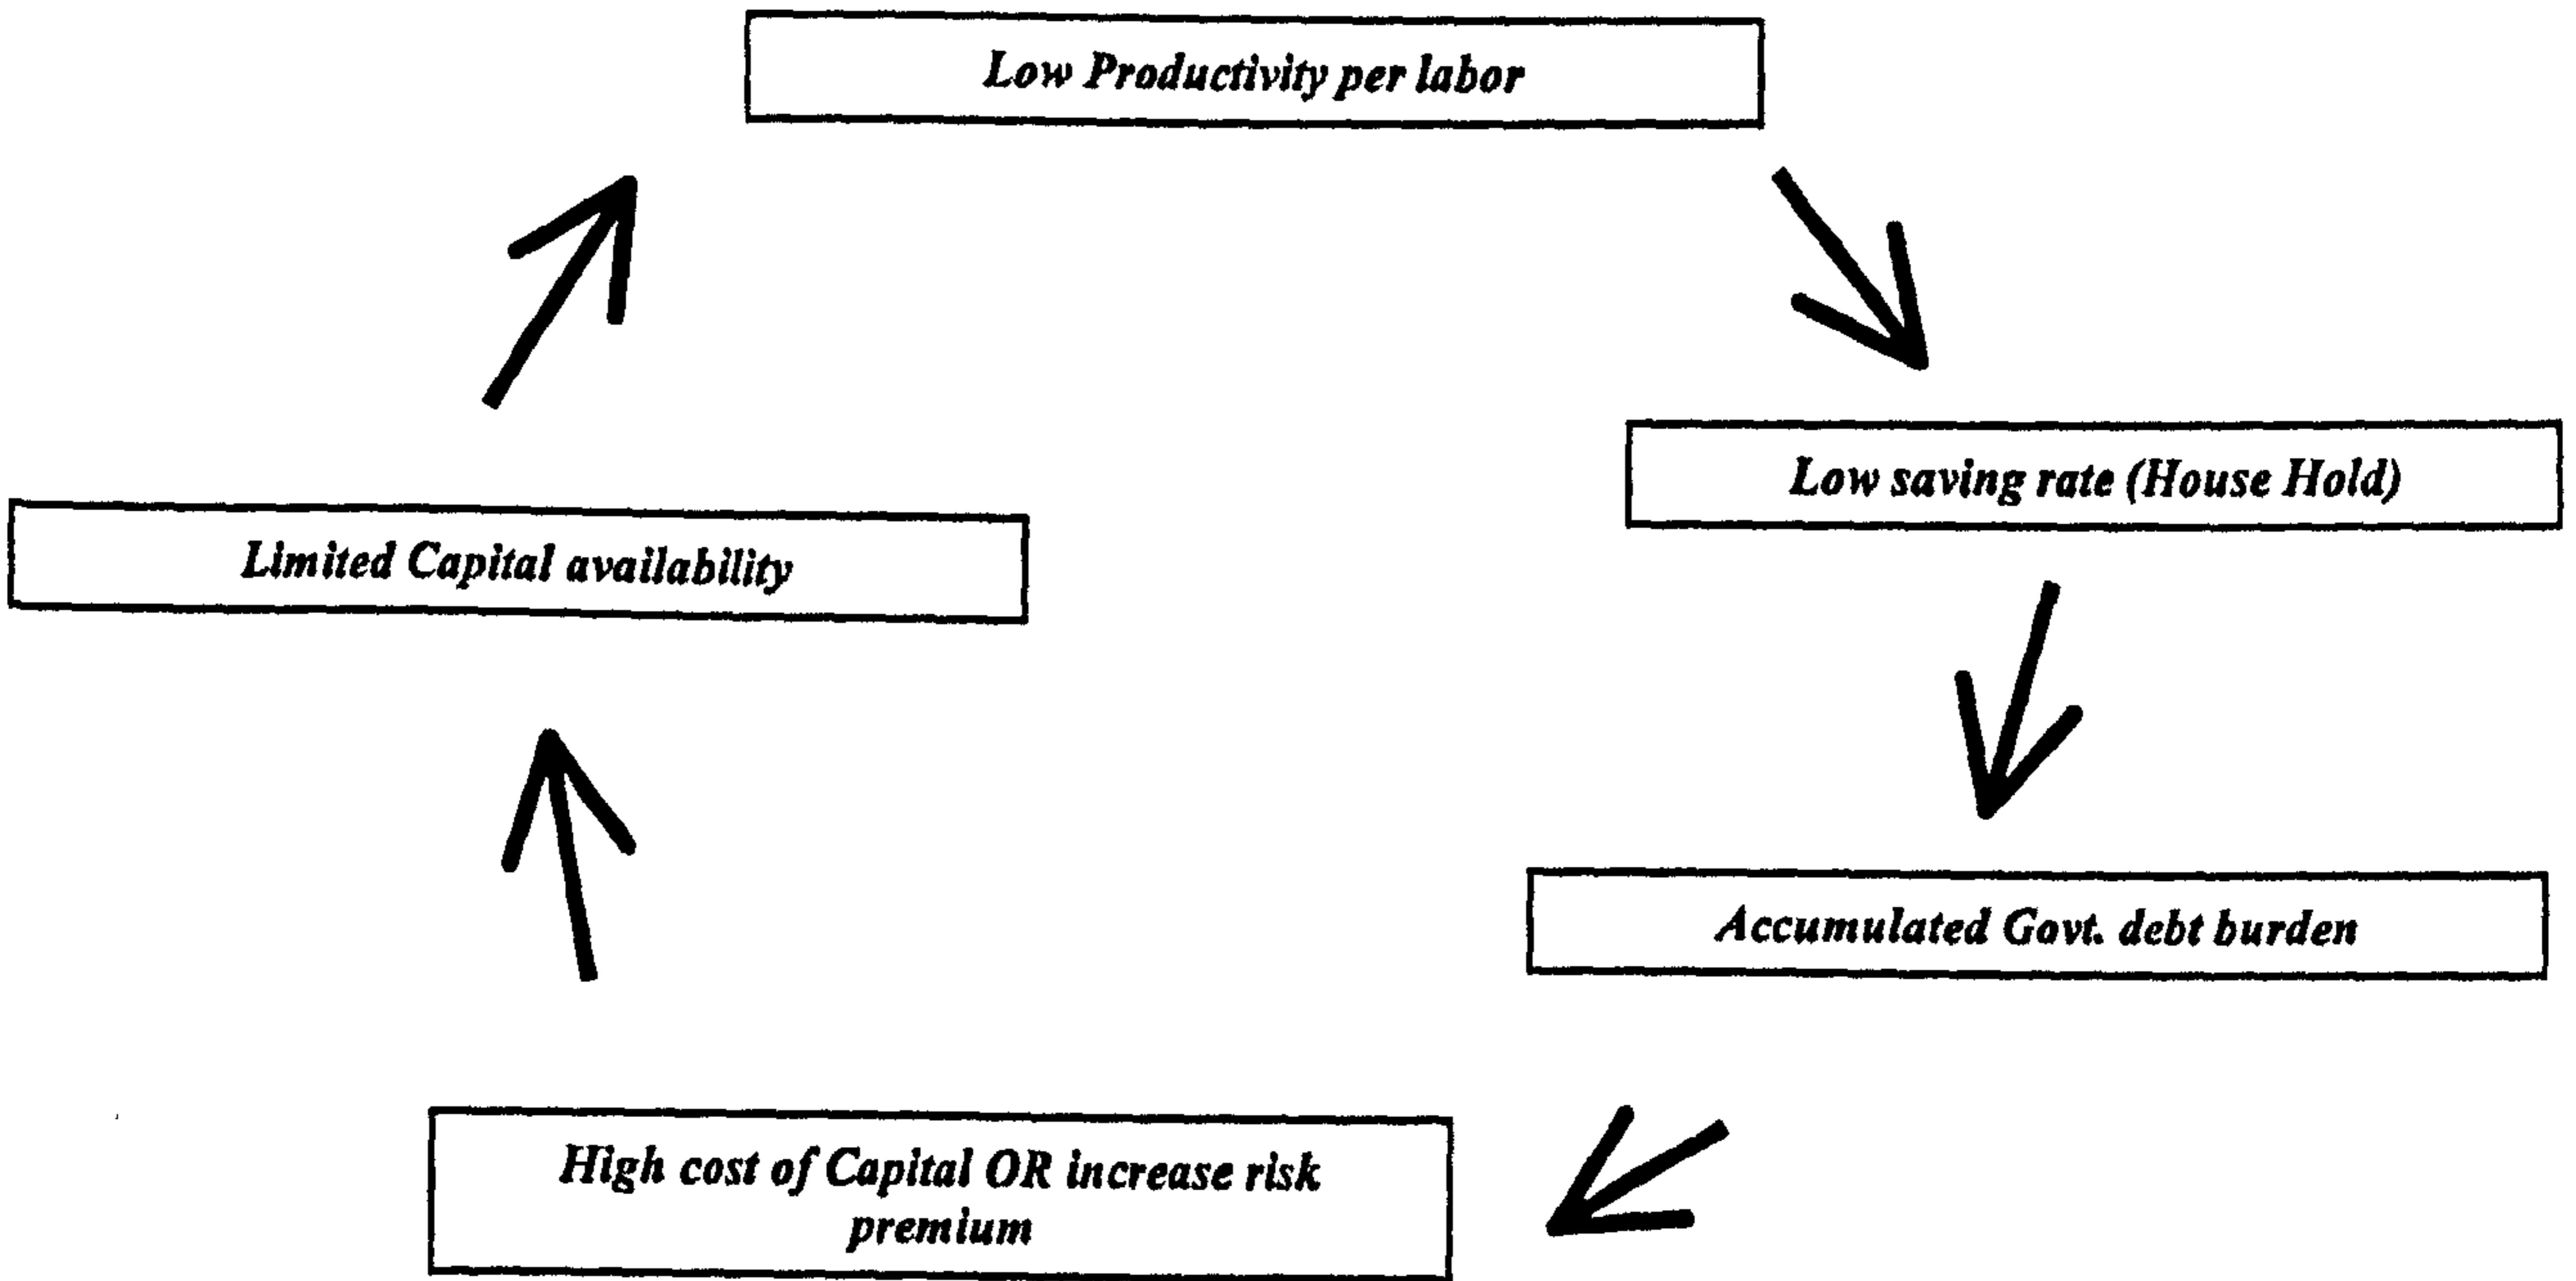 Low Productivity per labor
Low saving rate (House Hold)
Limited Capital availability
Accumulated Govt. debt burden
High cost of Capital OR increase risk
premium